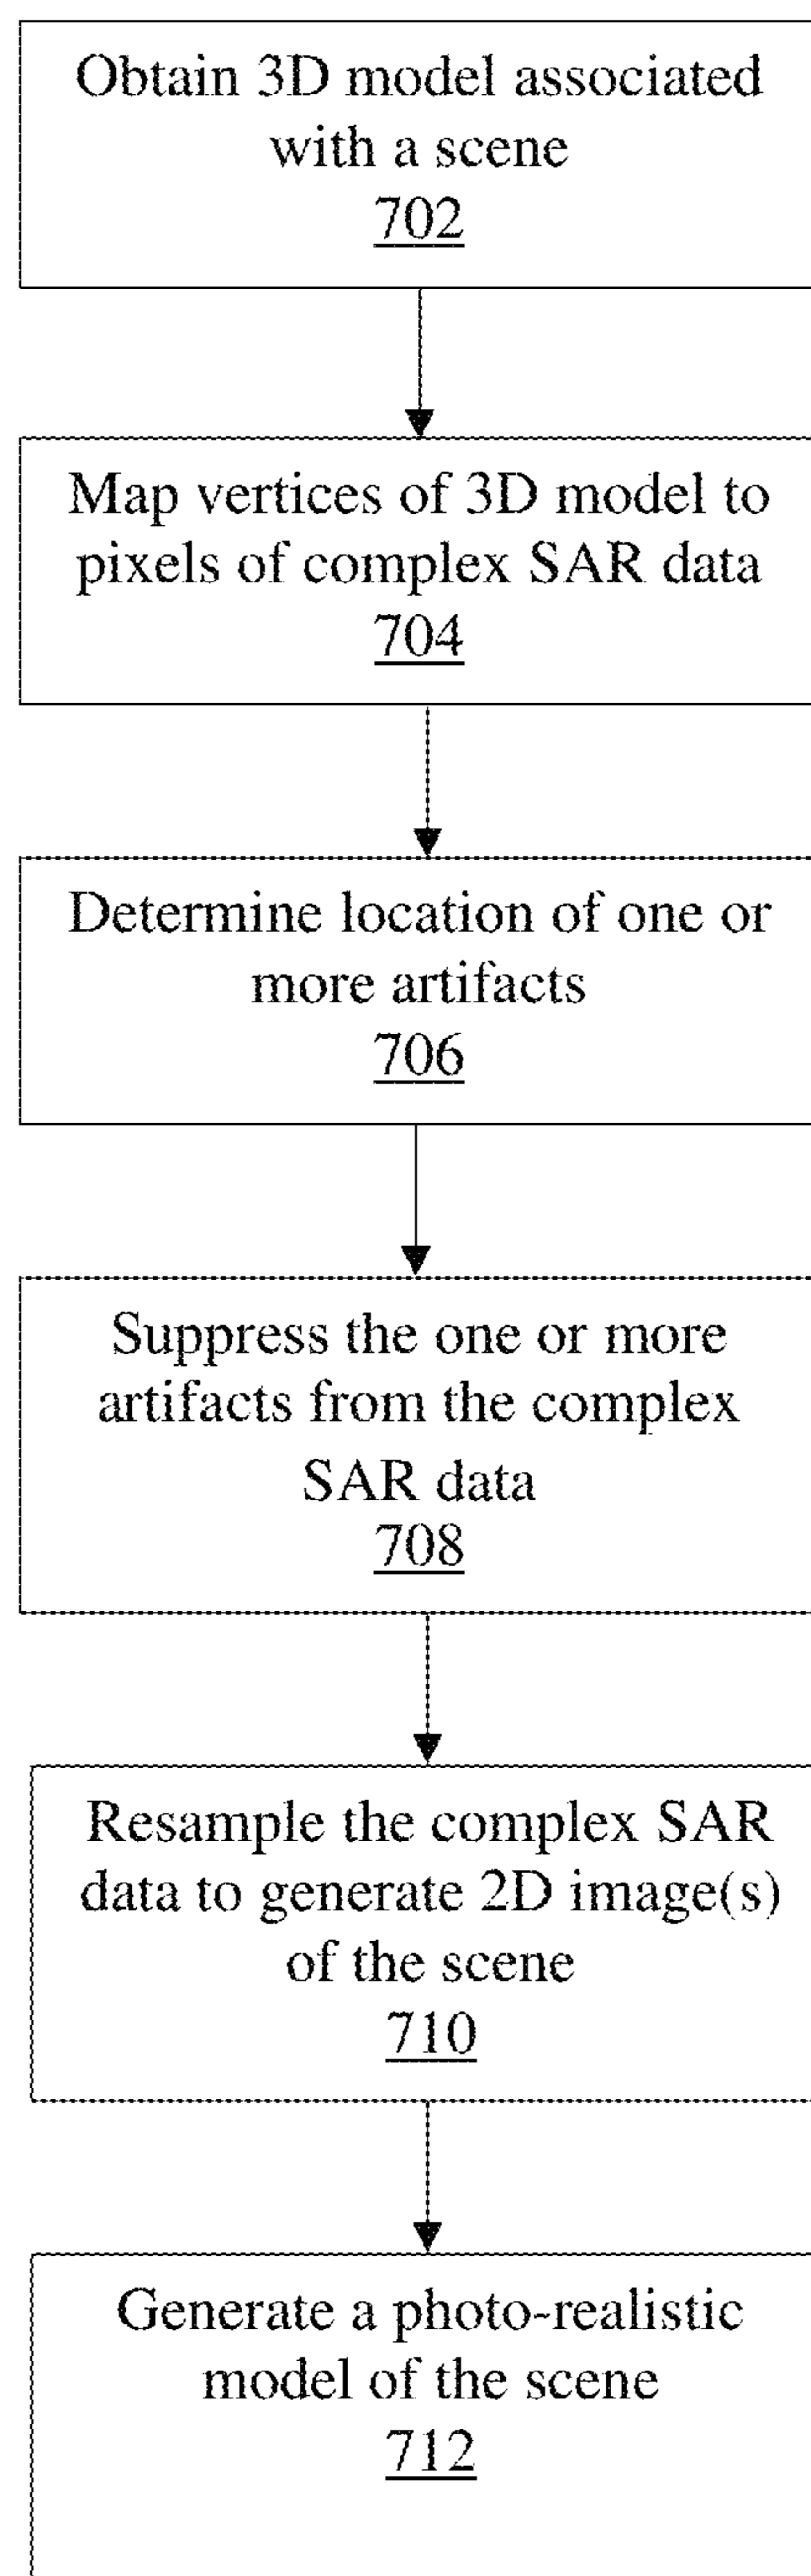 Obtain 3D model associated
with a scene
702
Map vertices of 3D model to
pixels of complex SAR data
704
Determine location of one or
more artifacts
706
Suppress the one or more
artifacts from the complex
SAR data
708
Resample the complex SAR
data to generate 2D image(s)
of the scene
710
Generate a photo-realistic
model of the scene
712